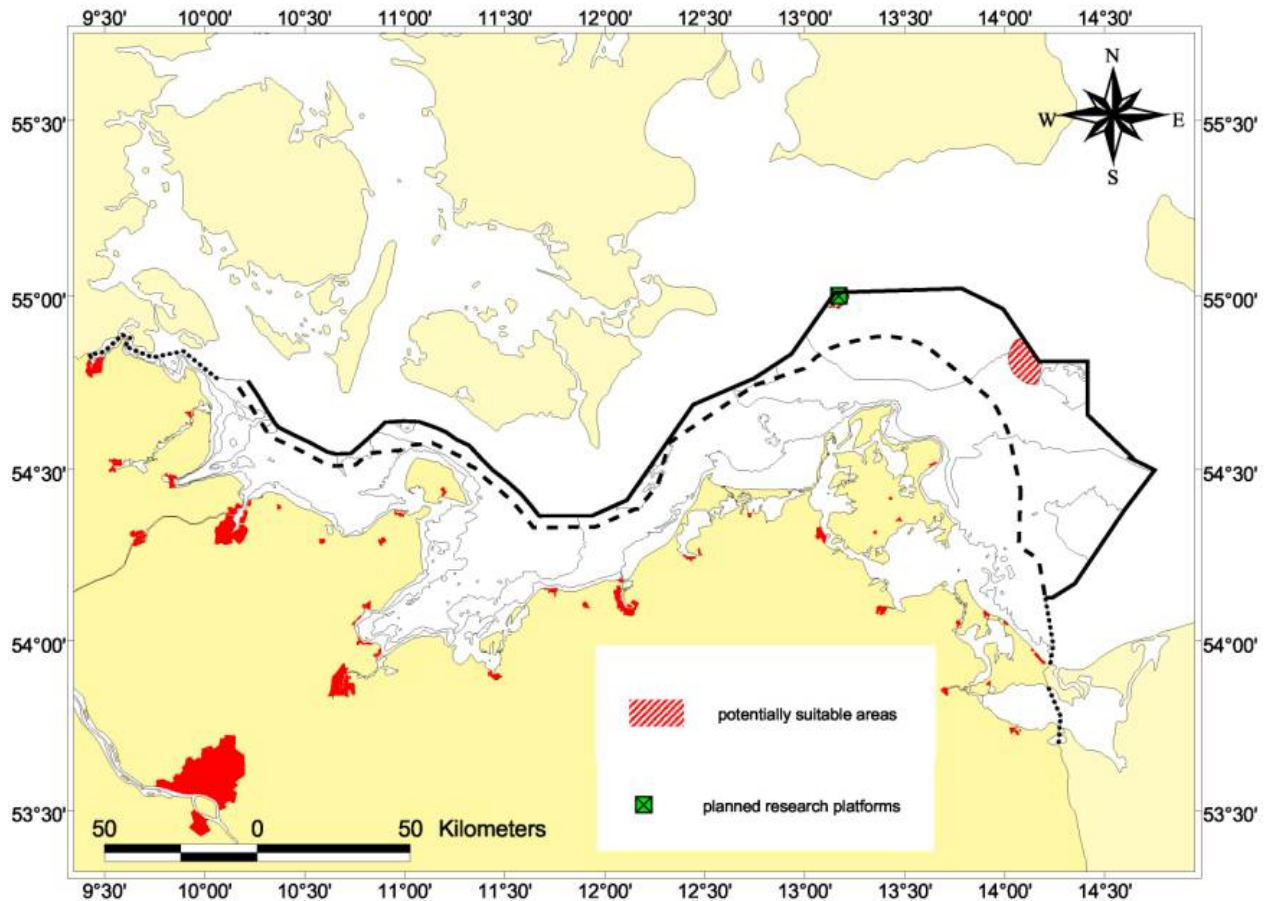 9°30' 10°00' 10°30' 11°00' 11°30' 12°00' 12°30' 13°00' 13°30' 14°00' 14°30'
N
W E
S
55°30' 55°30'
55°00' 55°00'
54°30' 54°30'
54°00' 54°00'
potentially suitable areas
planned research platforms
53°30' 53°30'
50 0 50 Kilometers
9°30' 10°00' 10°30' 11°00' 11°30' 12°00' 12°30' 13°00' 13°30' 14°00' 14°30'